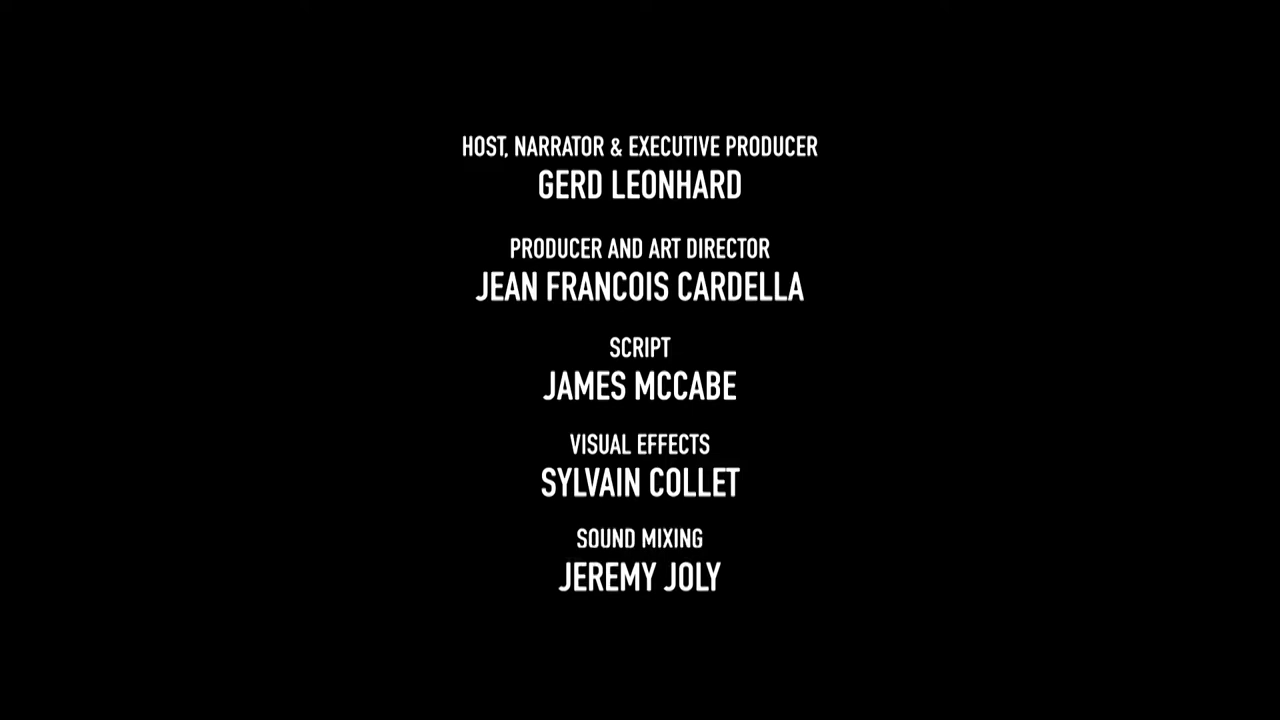 HOST, NARRATOR & EXECUTIVE PRODUCER
GERD LEONHARD
PRODUCER AND ART DIRECTOR
JEAN FRANCOIS CARDELLA
SCRIPT
JAMES MCCABE
VISUAL EFFECTS
SYLVAIN COLLET
SOUND MIXING
JEREMY JOLY